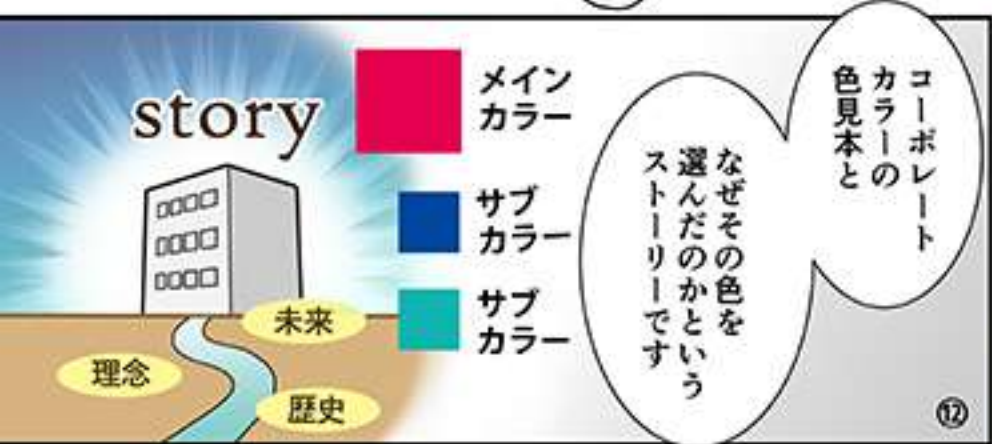 コーポレート
カラーの
色見本と
なぜその色を
選んだのかという
ストーリーです
メイン
カラー
サブ
カラー
サブ
カラー
story
未来
理念
歴史
⑫